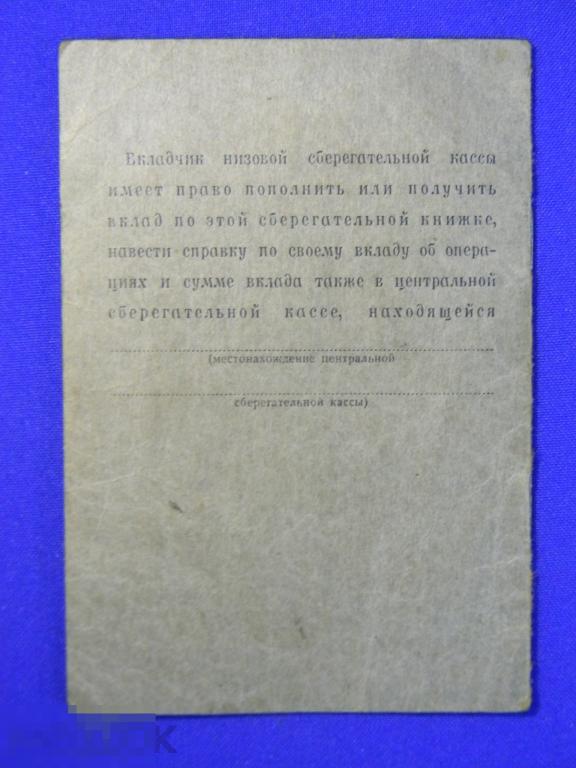 Вкладчик низовой сберегательной кассы
имеет право пополнить или получить
вклад по этой сберегательной книжке,
навести справку по своему вкладу об опера-
циях и сумме вклада также в центральной
сберегательной кассе, находящейся
(местонахождение центральной
сберегательной кассы)